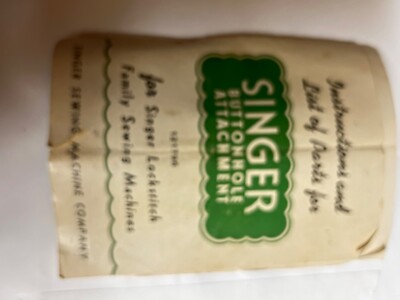 Instructions and
List of Parts for
SINGER
BUTTONHOLE
ATTACHMENT
for Singer Lockstitch
Family Sewing Machines
SINGER SEWING MACHINE COMPANY